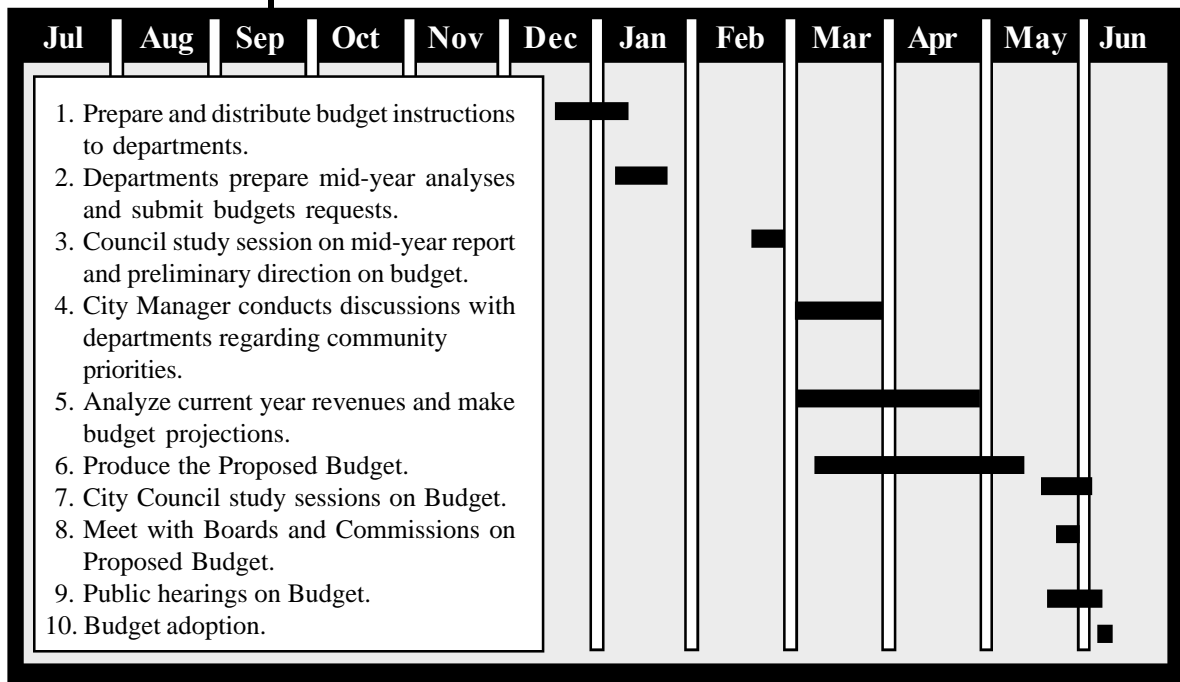 Jul Aug Sep Oct Nov Dec Jan Feb Mar Apr May Jun
1. Prepare and distribute budget instructions
to departments.
2. Departments prepare mid-year analyses
and submit budgets requests.
3. Council study session on mid-year report
and preliminary direction on budget.
4. City Manager conducts discussions with
departments regarding community
priorities.
5. Analyze current year revenues and make
budget projections.
6. Produce the Proposed Budget.
7. City Council study sessions on Budget.
8. Meet with Boards and Commissions on
Proposed Budget.
9. Public hearings on Budget.
10. Budget adoption.